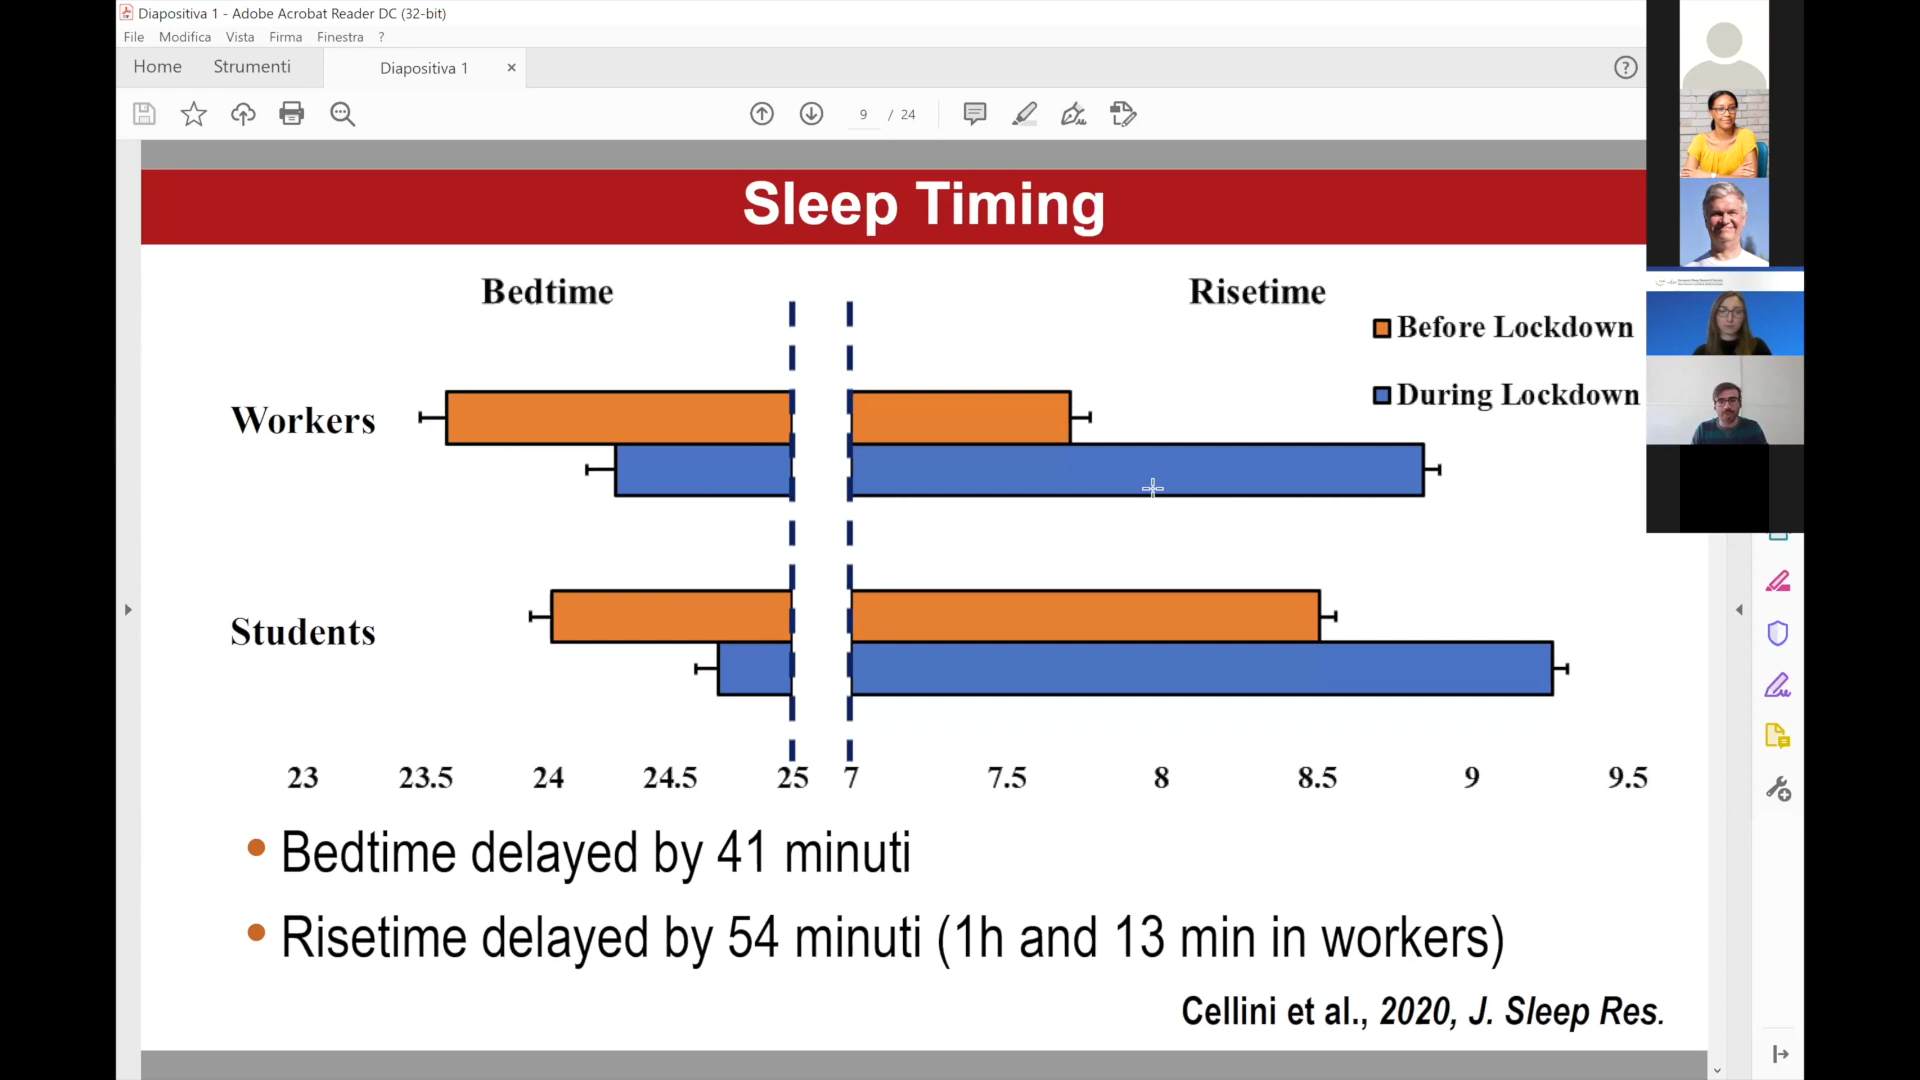 Diapositiva 1 - Adobe Acrobat Reader DC (32-bit)
File Modifica Vista Firma Finestra ?
Home Strumenti Diapositiva 1 ×
9 / 24
Sleep Timing
Bedtime Risetime
Before Lockdown
During Lockdown
Workers
Students
23 23.5 24 24.5 25 7 7.5 8 8.5 9 9.5
• Bedtime delayed by 41 minuti
• Risetime delayed by 54 minuti (1h and 13 min in workers)
Cellini et al., 2020, J. Sleep Res.